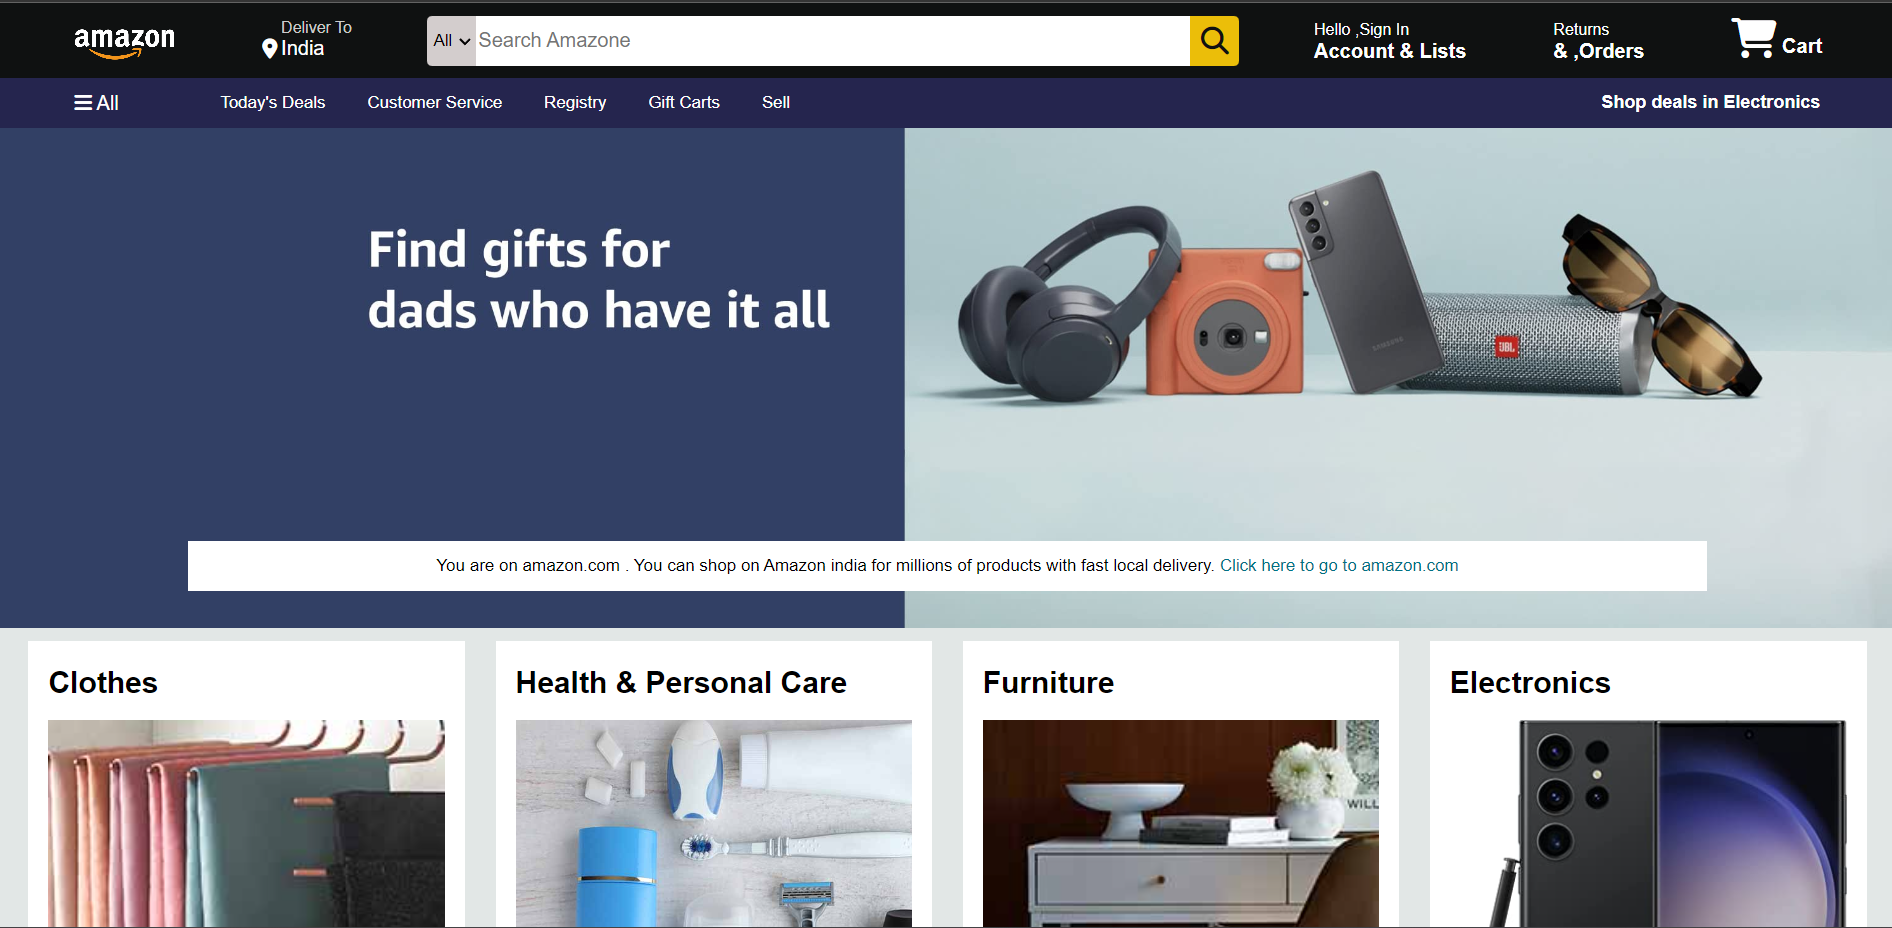 amazon
Deliver To
India
All
Search Amazone
Hello ,Sign In
Account & Lists
Returns
& ,Orders
Cart
All
Today's Deals
Customer Service
Registry
Gift Carts
Sell
Shop deals in Electronics
Find gifts for
dads who have it all
SAMSUNG
JBL
You are on amazon.com . You can shop on Amazon india for millions of products with fast local delivery. Click here to go to amazon.com
Clothes
Health & Personal Care
Furniture
Electronics
WILL